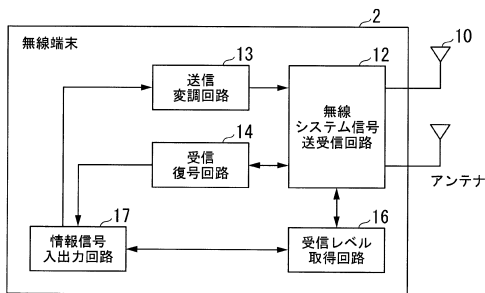 2
無線端末
10
13
送信
変調回路
12
無線
システム信号
送受信回路
14
受信
復号回路
アンテナ
17
情報信号
入出力回路
16
受信レベル
取得回路